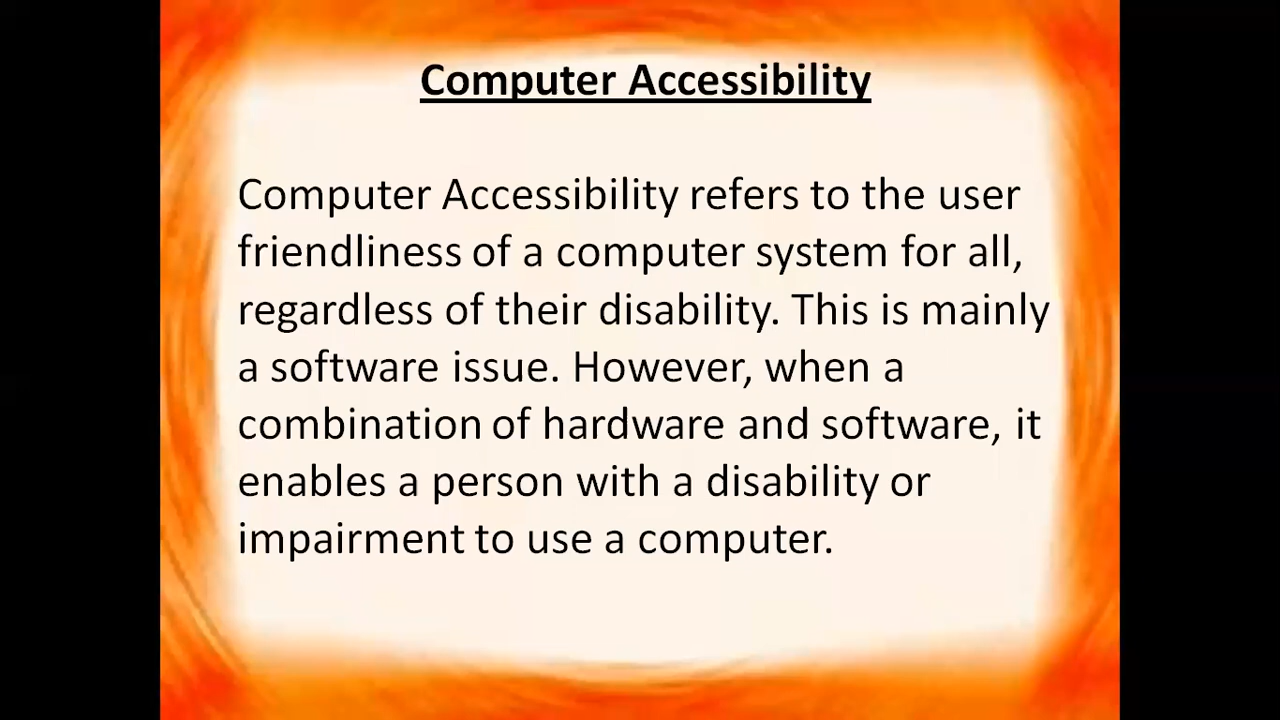 Computer Accessibility
Computer Accessibility refers to the user
friendliness of a computer system for all,
regardless of their disability. This is mainly
a software issue. However, when a
combination of hardware and software, it
enables a person with a disability or
impairment to use a computer.